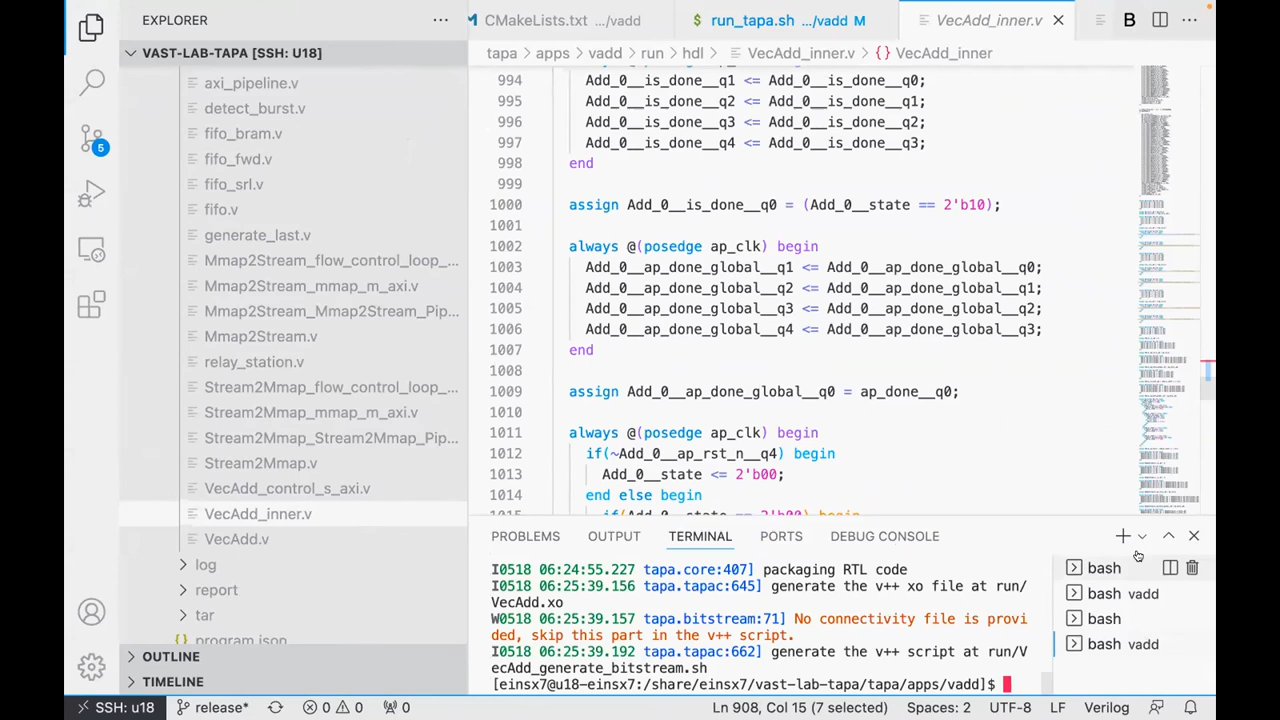 EXPLORER
VAST-LAB-TAPA [SSH: U18]
axi_pipeline.v
detect_burst.v
fifo_bram.v
fifo_fwd.v
fifo_srl.v
fifo.v
generate_last.v
Mmap2Stream_flow_control_loop_...
Mmap2Stream_mmap_m_axi.v
Mmap2Stream_Mmap2Stream_Pip...
Mmap2Stream.v
relay_station.v
Stream2Mmap_flow_control_loop_...
Stream2Mmap_mmap_m_axi.v
Stream2Mmap_Stream2Mmap_Pip...
Stream2Mmap.v
VecAdd_control_s_axi.v
VecAdd_inner.v
VecAdd.v
log
report
tar
program.json
OUTLINE
TIMELINE
5
CMakeLists.txt .../vadd
$ run_tapa.sh .../vadd M
VecAdd_inner.v
B
tapa > apps > vadd > run > hdl > VecAdd_inner.v > {} VecAdd_inner
994 Add_0__is_done__q1 <= Add_0__is_done__q0;
995 Add_0__is_done__q2 <= Add_0__is_done__q1;
996 Add_0__is_done__q3 <= Add_0__is_done__q2;
997 Add_0__is_done__q4 <= Add_0__is_done__q3;
998 end
999
1000 assign Add_0__is_done__q0 = (Add_0__state == 2'b10);
1001
1002 always @(posedge ap_clk) begin
1003 Add_0__ap_done_global__q1 <= Add_0__ap_done_global__q0;
1004 Add_0__ap_done_global__q2 <= Add_0__ap_done_global__q1;
1005 Add_0__ap_done_global__q3 <= Add_0__ap_done_global__q2;
1006 Add_0__ap_done_global__q4 <= Add_0__ap_done_global__q3;
1007 end
1008
1009 assign Add_0__ap_done_global__q0 = ap_done__q0;
1010
1011 always @(posedge ap_clk) begin
1012 if(~Add_0__ap_rst_n__q4) begin
1013 Add_0__state <= 2'b00;
1014 end else begin
1015 if(Add_0__state == 2'b00) begin
PROBLEMS OUTPUT TERMINAL PORTS DEBUG CONSOLE
I0518 06:24:55.227 tapa.core:407] packaging RTL code
I0518 06:25:39.156 tapa.tapac:645] generate the v++ xo file at run/
VecAdd.xo
W0518 06:25:39.157 tapa.bitstream:71] No connectivity file is provi
ded, skip this part in the v++ script.
I0518 06:25:39.192 tapa.tapac:662] generate the v++ script at run/V
ecAdd_generate_bitstream.sh
[einsx7@u18-einsx7:/share/einsx7/vast-lab-tapa/tapa/apps/vadd]$
bash
bash vadd
bash
bash vadd
SSH: u18 release* 0 0 0 Ln 908, Col 15 (7 selected) Spaces: 2 UTF-8 LF Verilog